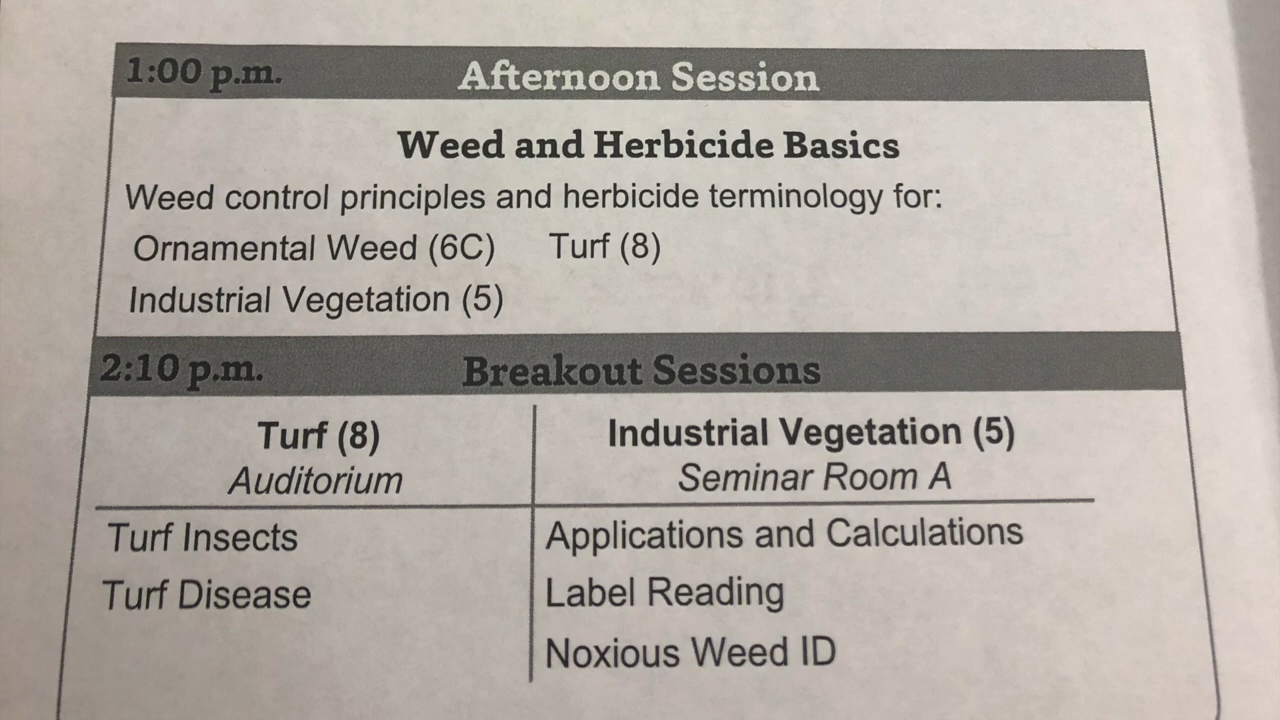 1:00 p.m. Afternoon Session
Weed and Herbicide Basics
Weed control principles and herbicide terminology for:
Ornamental Weed (6C) Turf (8)
Industrial Vegetation (5)
2:10 p.m. Breakout Sessions
Turf (8) Industrial Vegetation (5)
Auditorium Seminar Room A
Turf Insects Applications and Calculations
Turf Disease Label Reading
Noxious Weed ID